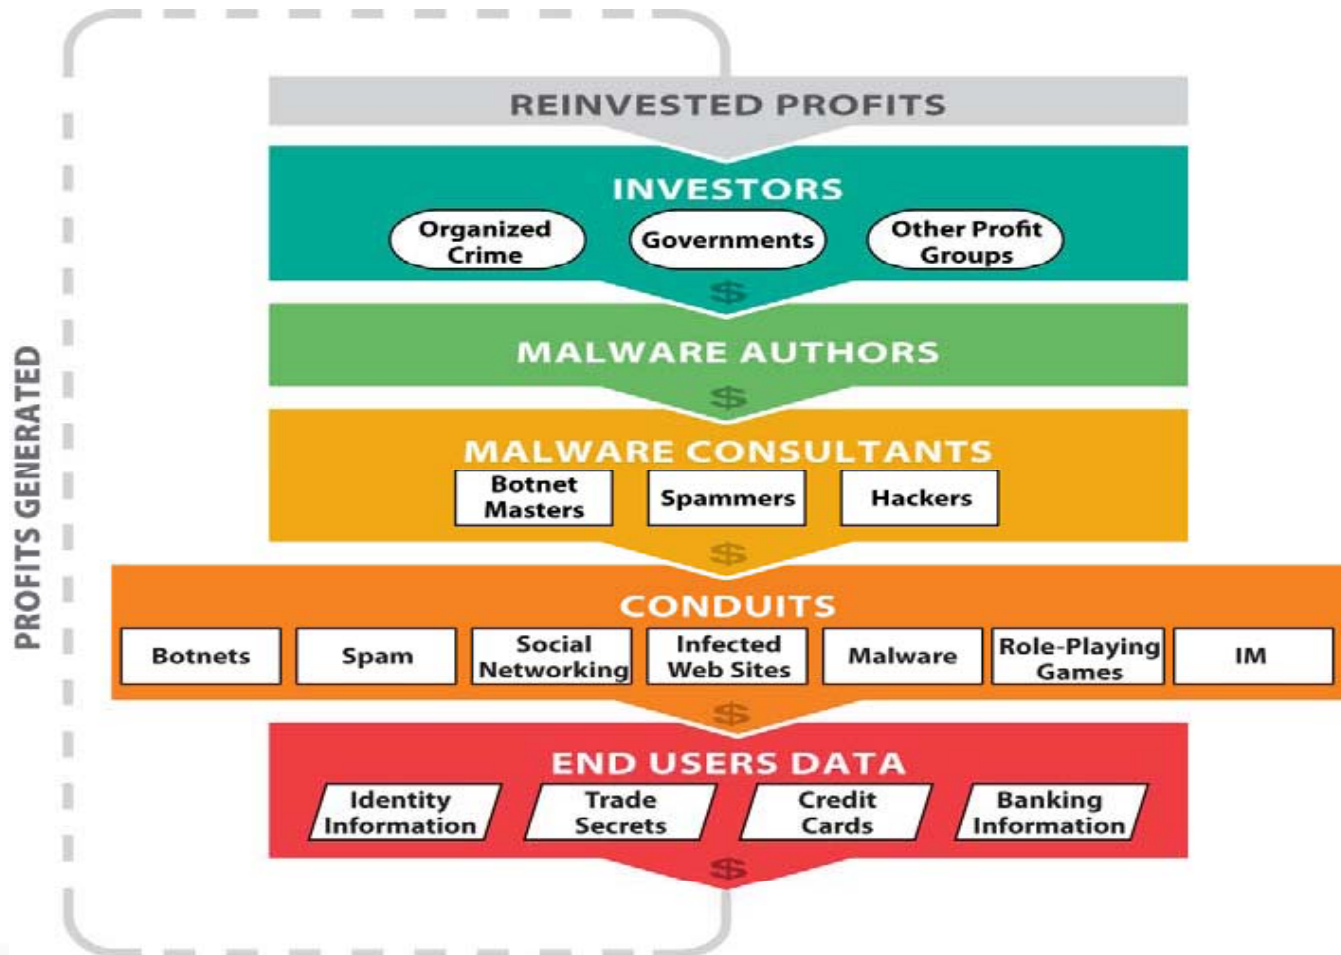 REINVESTED PROFITS
INVESTORS
Organized
Crime
Governments
Other Profit
Groups
$
MALWARE AUTHORS
$
MALWARE CONSULTANTS
Botnet
Masters
Spammers
Hackers
$
CONDUITS
Botnets
Spam
Social
Networking
Infected
Web Sites
Malware
Role-Playing
Games
IM
$
END USERS DATA
Identity
Information
Trade
Secrets
Credit
Cards
Banking
Information
$
PROFITS GENERATED